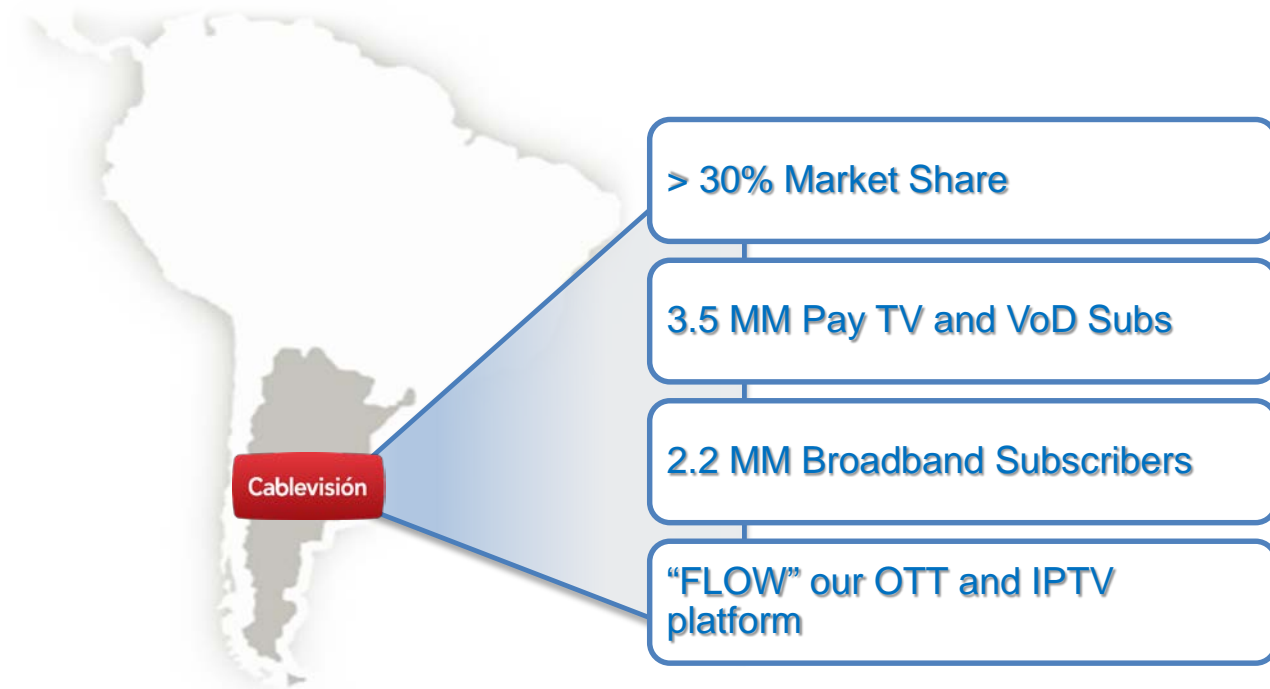 > 30% Market Share
3.5 MM Pay TV and VoD Subs
Cablevisión
2.2 MM Broadband Subscribers
“FLOW” our OTT and IPTV
platform